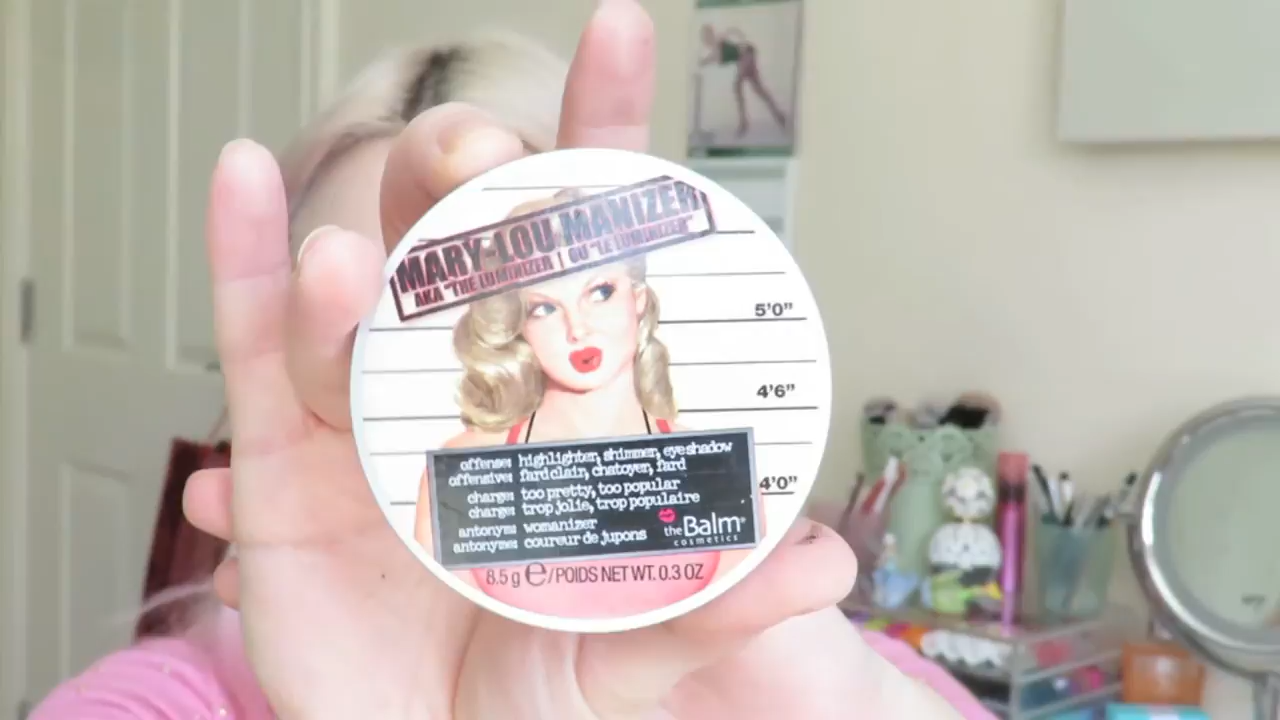 MARY-LOU MANIZER
AKA "THE LUMINIZER | OU "LE LUMINIZER"
5'0"
4'6"
4'0"
offense: highlighter, shimmer, eyeshadow
offensive: fard clair, chatoyer, fard
charge: too pretty, too popular
charge: trop jolie, trop populaire
antonym: womanizer
antonyme: coureur de jupons
theBalm®
cosmetics
8.5 g ℮/POIDS NET WT. 0.3 OZ